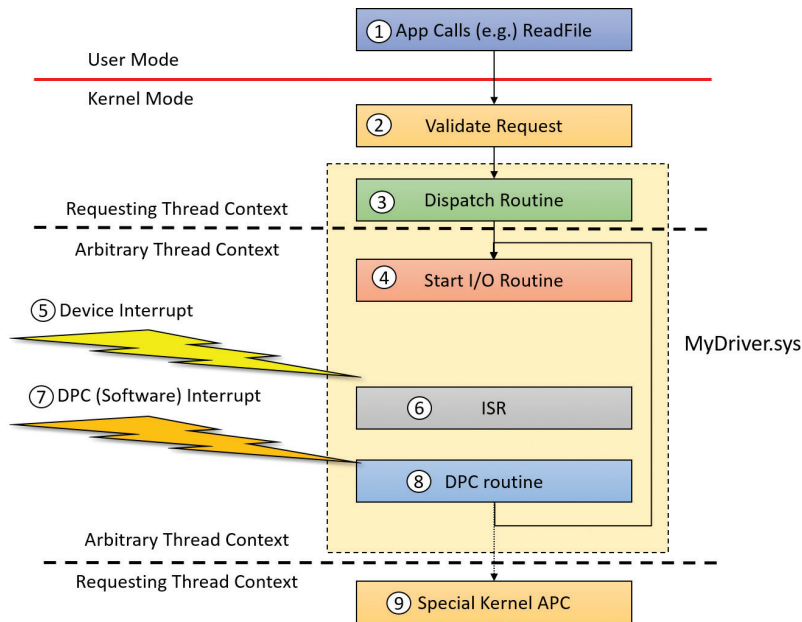 ① App Calls (e.g.) ReadFile
User Mode
Kernel Mode
② Validate Request
③ Dispatch Routine
Requesting Thread Context
Arbitrary Thread Context
④ Start I/O Routine
⑤ Device Interrupt
MyDriver.sys
⑦ DPC (Software) Interrupt
⑥ ISR
⑧ DPC routine
Arbitrary Thread Context
Requesting Thread Context
⑨ Special Kernel APC